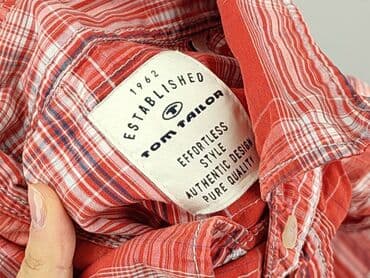 1962
ESTABLISHED
T
TOM TAILOR
EFFORTLESS
STYLE
AUTHENTIC DESIGN
PURE QUALITY